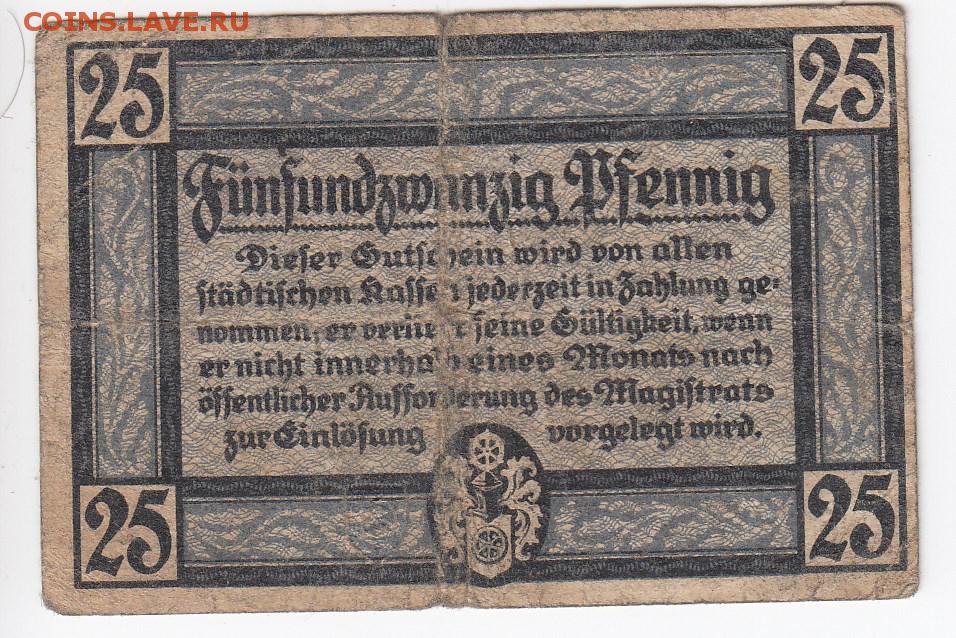 COINS.LAVE.RU
25 25
Fünfundzwanzig Pfennig
Dieser Gutschein wird von allen
städtischen Kassen jederzeit in Zahlung ge-
nommen; er verliert seine Gültigkeit, wenn
er nicht innerhalb eines Monats nach
öffentlicher Aufforderung des Magistrats
zur Einlösung vorgelegt wird.
25 25